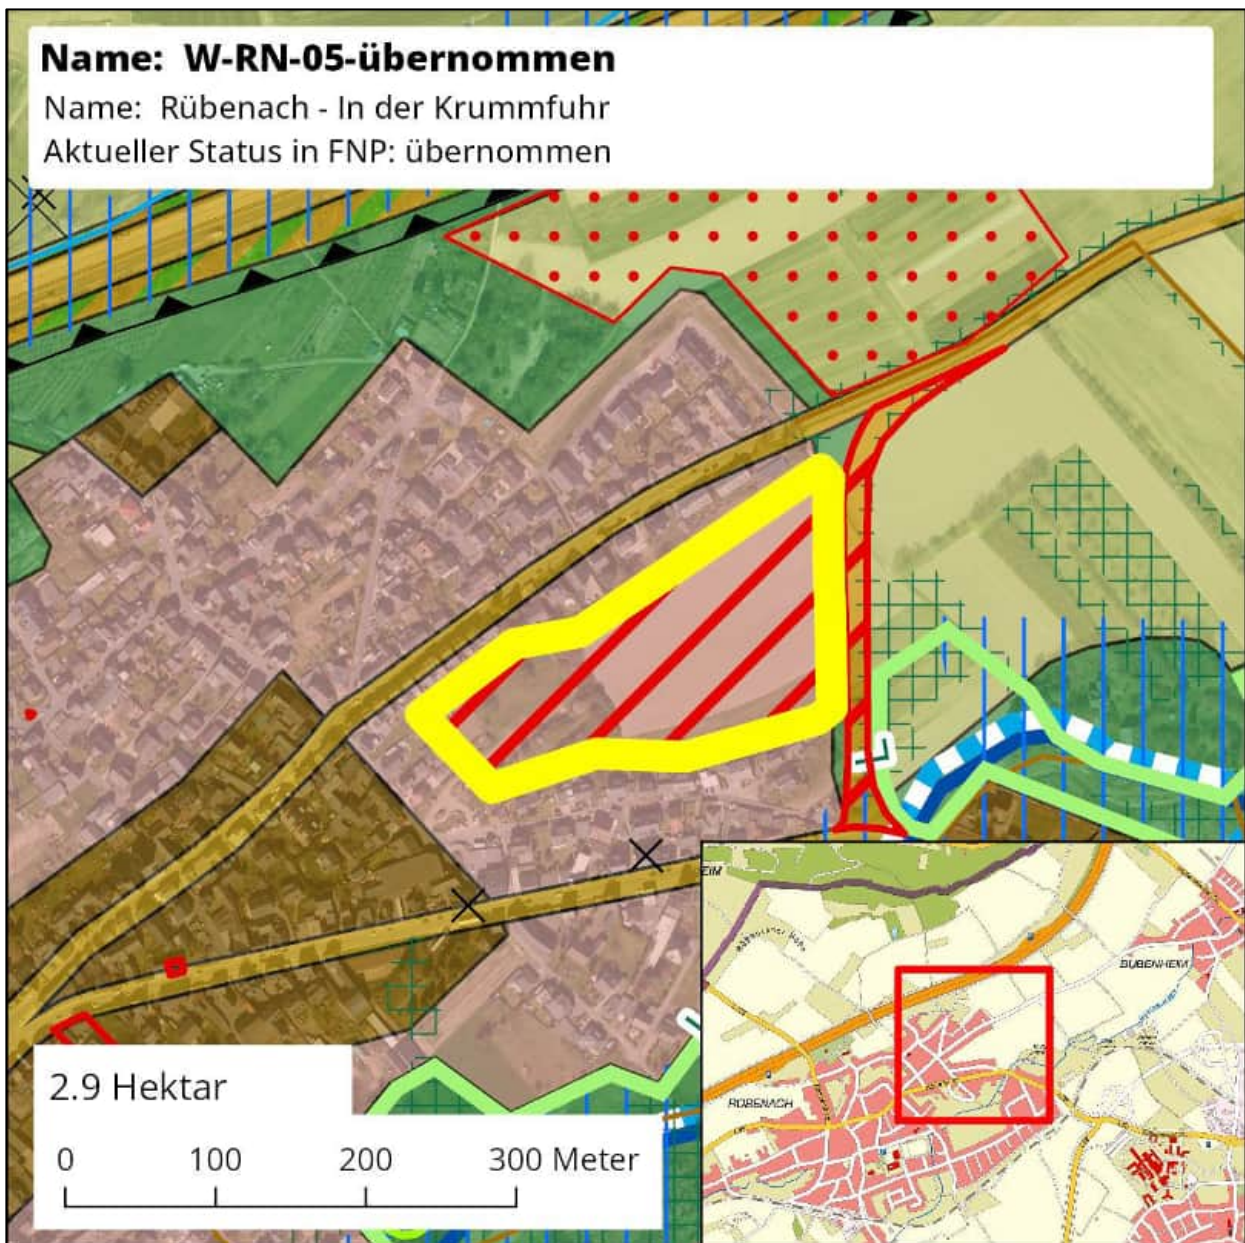 Name: W-RN-05-übernommen
Name: Rübenach - In der Krummfuhr
Aktueller Status in FNP: übernommen
L
EIM
BUBENHEIM
RÜBENACH
2.9 Hektar
0 100 200 300 Meter